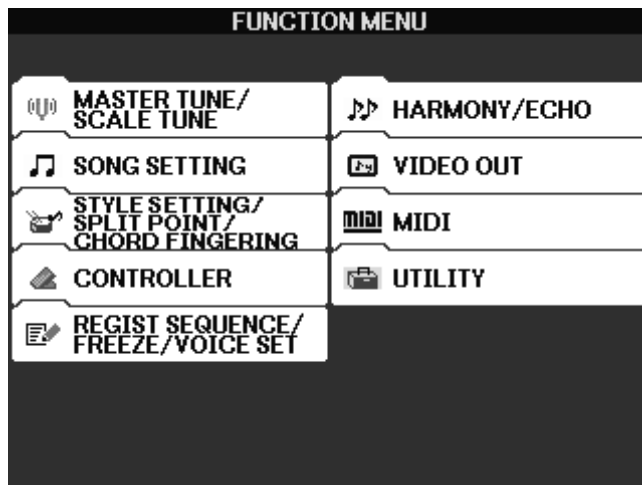 FUNCTION MENU
MASTER TUNE/
SCALE TUNE
SONG SETTING
STYLE SETTING/
SPLIT POINT/
CHORD FINGERING
CONTROLLER
REGIST SEQUENCE/
FREEZE/VOICE SET
HARMONY/ECHO
VIDEO OUT
MIDI MIDI
UTILITY